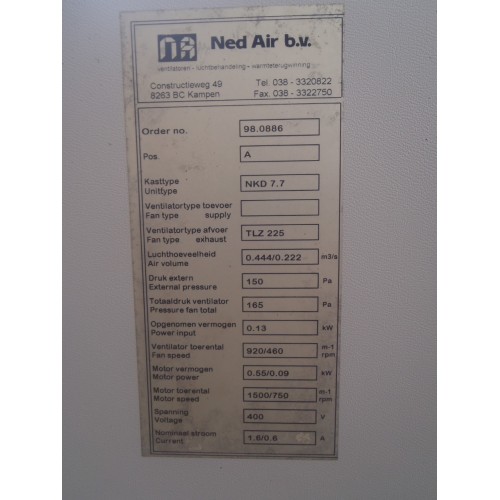 NA Ned Air b.v.
ventilatoren - luchtbehandeling - warmteterugwinning
Constructieweg 49 Tel. 038 - 3320822
8263 BC Kampen Fax. 038 - 3322750
Order no. 98.0886
Pos. A
Kasttype
Unittype NKD 7.7
Ventilatortype toevoer
Fan type supply
Ventilatortype afvoer
Fan type exhaust TLZ 225
Luchthoeveelheid
Air volume 0.444/0.222 m3/s
Druk extern
External pressure 150 Pa
Totaaldruk ventilator
Pressure fan total 165 Pa
Opgenomen vermogen
Power input 0.13 kW
Ventilator toerental
Fan speed 920/460 m-1 rpm
Motor vermogen
Motor power 0.55/0.09 kW
Motor toerental
Motor speed 1500/750 m-1 rpm
Spanning
Voltage 400 V
Nominaal stroom
Current 1.6/0.6 A